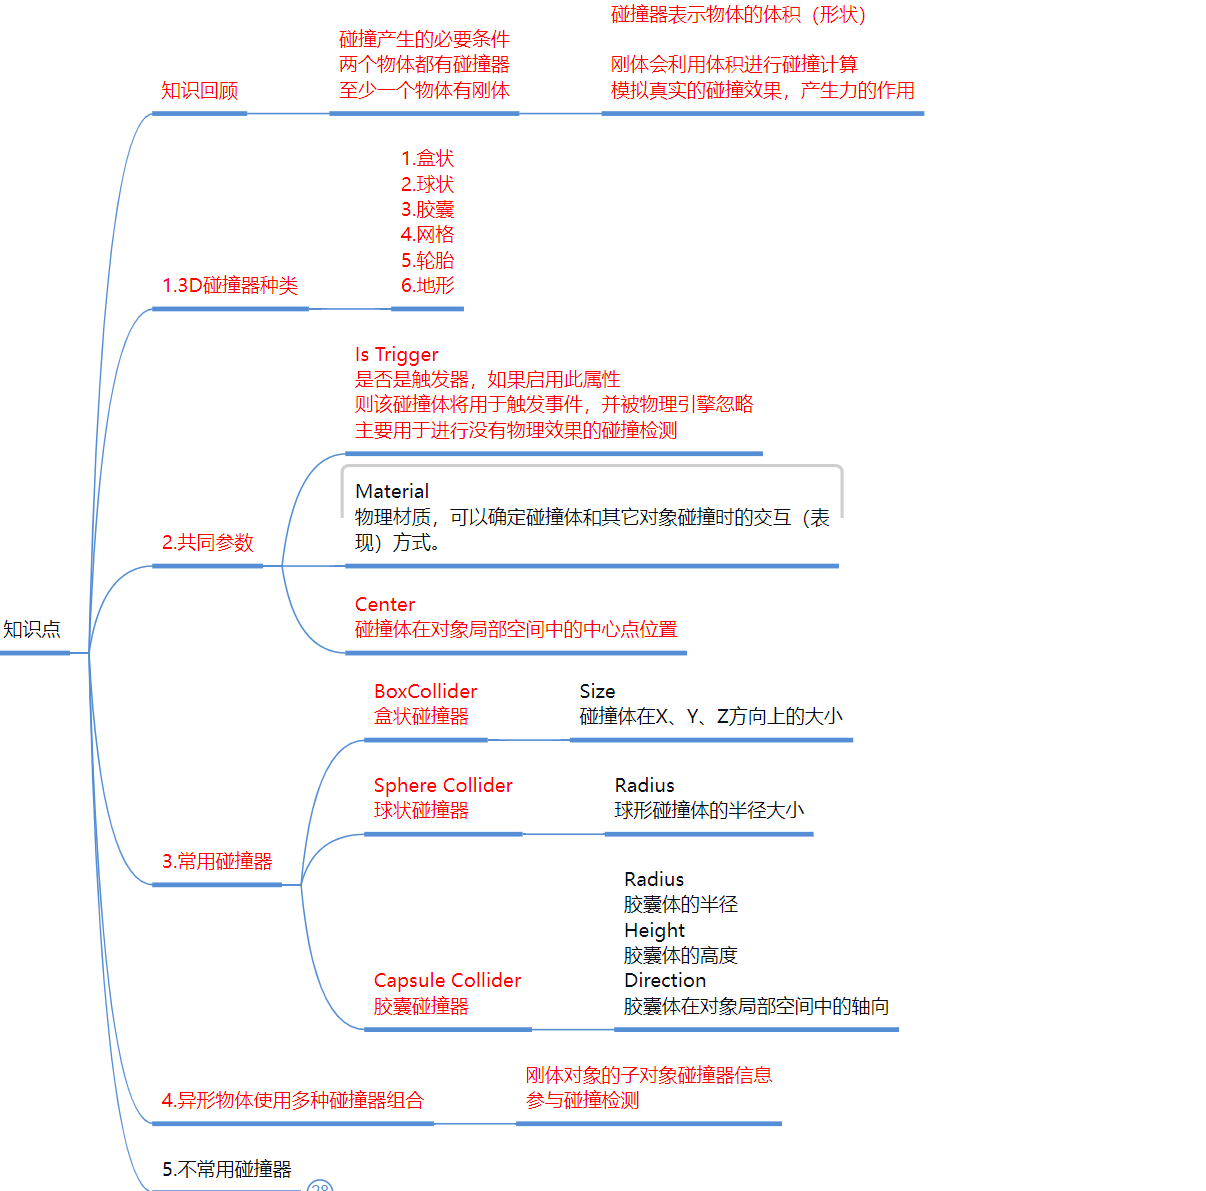 知识点
知识回顾
碰撞产生的必要条件
两个物体都有碰撞器
至少一个物体有刚体
碰撞器表示物体的体积（形状）
刚体会利用体积进行碰撞计算
模拟真实的碰撞效果，产生力的作用
1.3D碰撞器种类
1.盒状
2.球状
3.胶囊
4.网格
5.轮胎
6.地形
2.共同参数
Is Trigger
是否是触发器，如果启用此属性
则该碰撞体将用于触发事件，并被物理引擎忽略
主要用于进行没有物理效果的碰撞检测
Material
物理材质，可以确定碰撞体和其它对象碰撞时的交互（表
现）方式。
Center
碰撞体在对象局部空间中的中心点位置
3.常用碰撞器
BoxCollider
盒状碰撞器
Size
碰撞体在X、Y、Z方向上的大小
Sphere Collider
球状碰撞器
Radius
球形碰撞体的半径大小
Capsule Collider
胶囊碰撞器
Radius
胶囊体的半径
Height
胶囊体的高度
Direction
胶囊体在对象局部空间中的轴向
4.异形物体使用多种碰撞器组合
刚体对象的子对象碰撞器信息
参与碰撞检测
5.不常用碰撞器
28